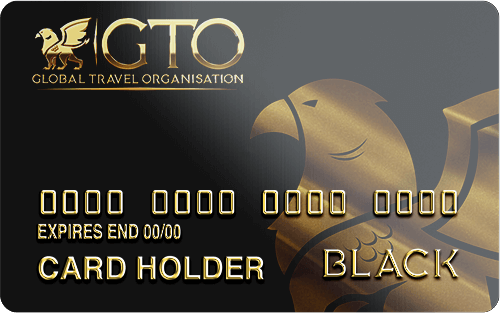 GTO
GLOBAL TRAVEL ORGANISATION
0000 0000 0000 0000
EXPIRES END 00/00
CARD HOLDER
BLACK